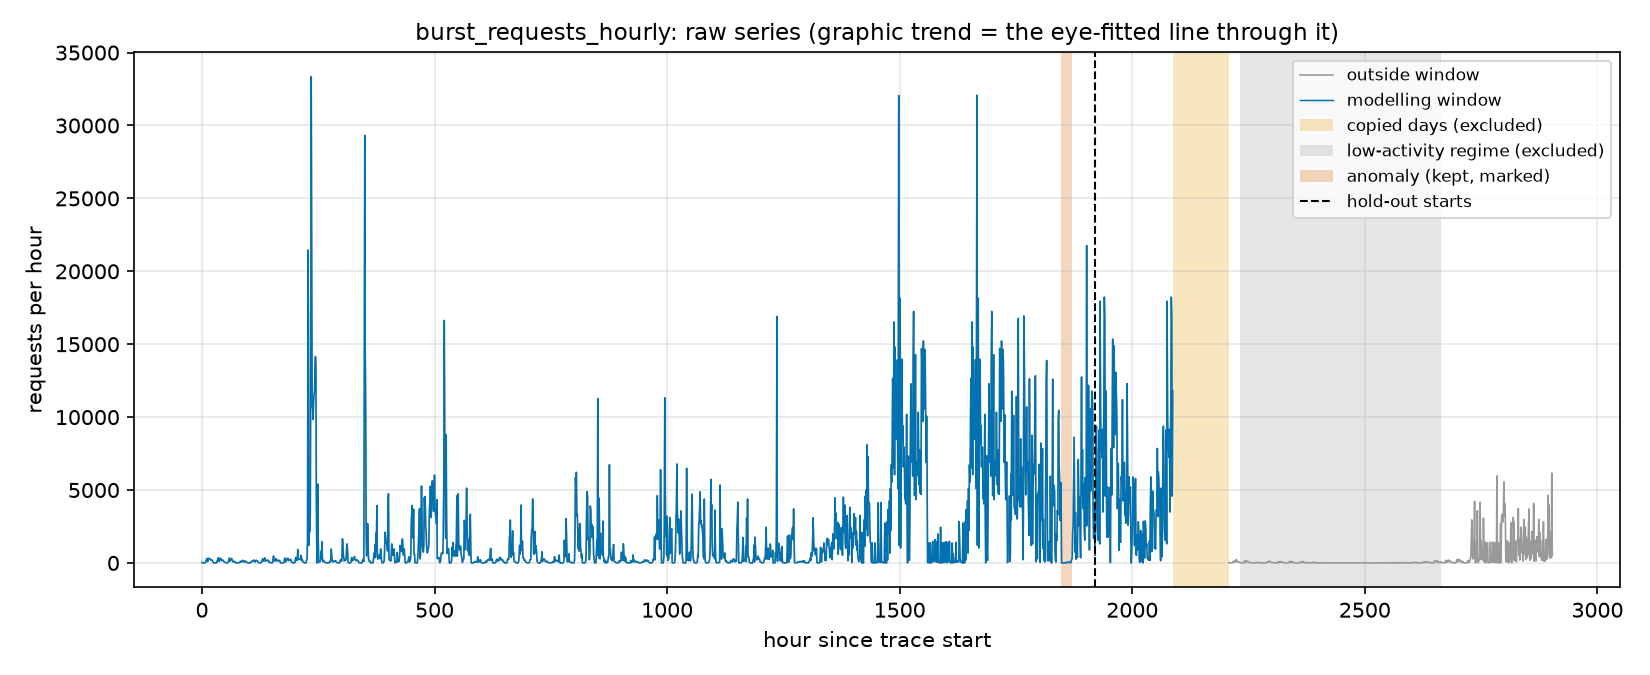 burst_requests_hourly: raw series (graphic trend = the eye-fitted line through it)
35000
30000
25000
20000
15000
10000
5000
0
requests per hour
outside window
modelling window
copied days (excluded)
low-activity regime (excluded)
anomaly (kept, marked)
hold-out starts
0 500 1000 1500 2000 2500 3000
hour since trace start